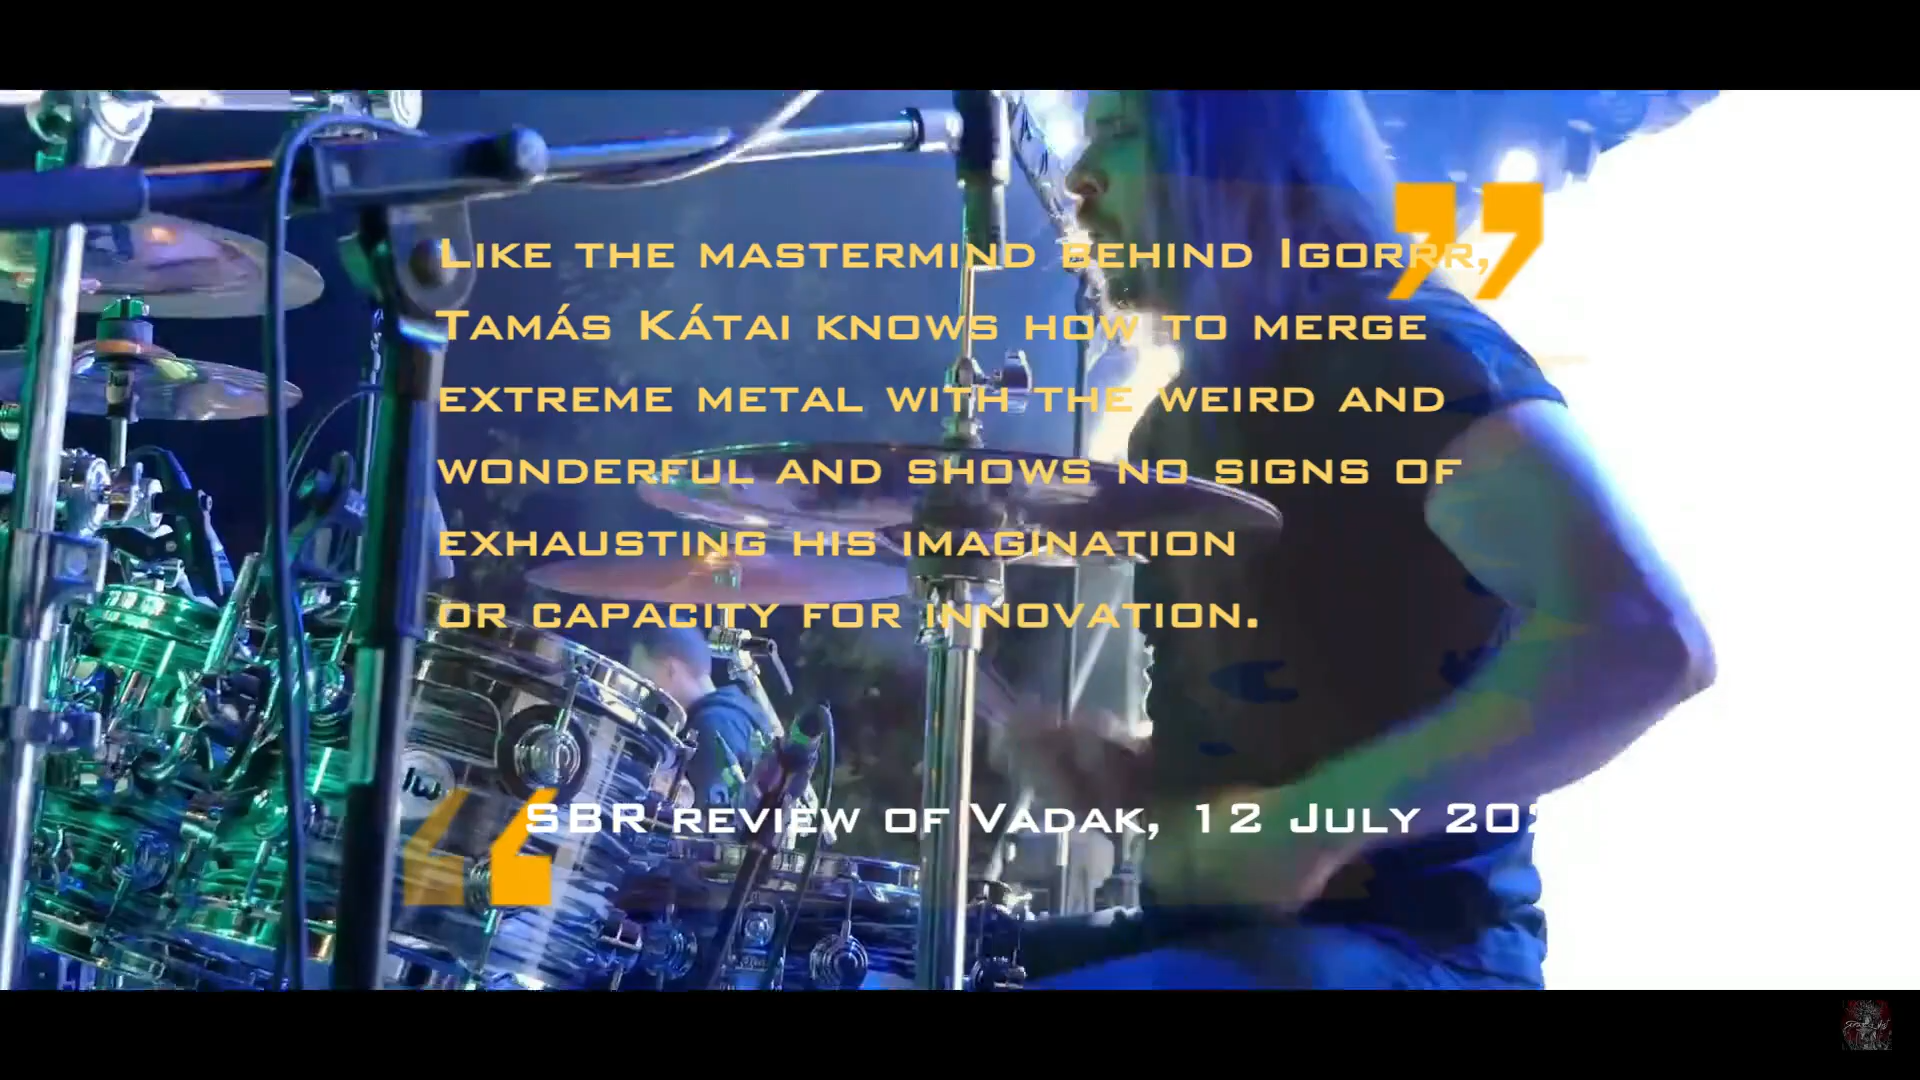 Like the mastermind behind Igorrr,
Tamás Kátai knows how to merge
extreme metal with the weird and
wonderful and shows no signs of
exhausting his imagination
or capacity for innovation.
SBR review of Vadak, 12 July